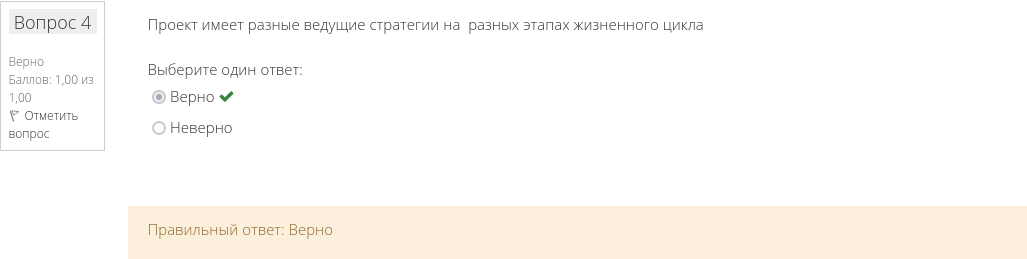 Вопрос 4
Верно
Баллов: 1,00 из
1,00
Отметить
вопрос
Проект имеет разные ведущие стратегии на  разных этапах жизненного цикла
Выберите один ответ:
Верно
Неверно
Правильный ответ: Верно